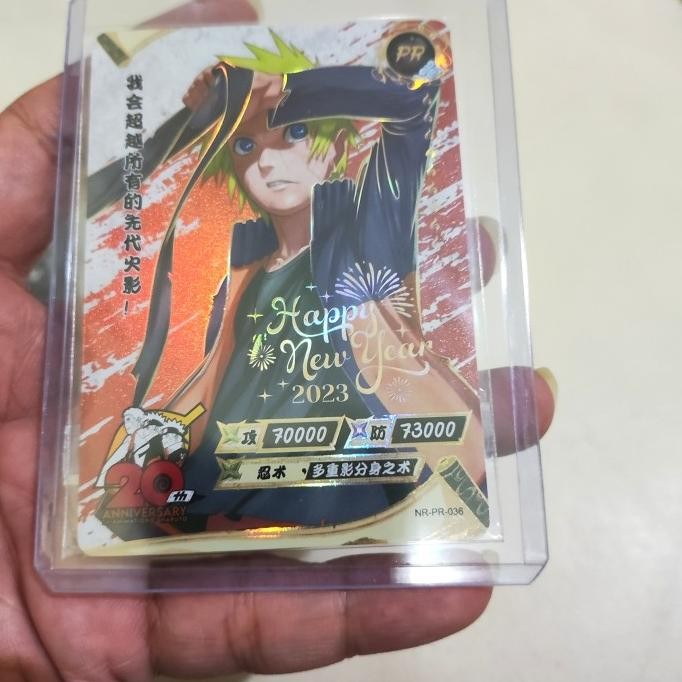 PR
我会超越所有的先代火影！
Happy
New Year
2023
攻 70000 防 73000
忍术 ，多重影分身之术
20th
ANNERSARY
NR-PR-036